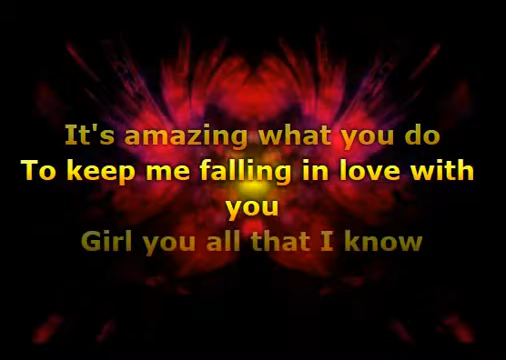 It's amazing what you do
To keep me falling in love with
you
Girl you all that I know